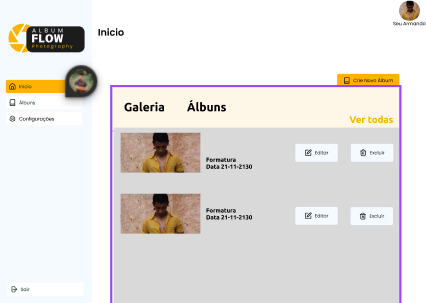 ALBUM
FLOW
Photography
Inicio
Seu Armando
Inicio
Álbuns
Configurações
Crie Novo Álbum
Galeria Álbuns
Ver todas
Formatura
Data 21-11-2130
Editar
Excluir
Formatura
Data 21-11-2130
Editar
Excluir
Sair